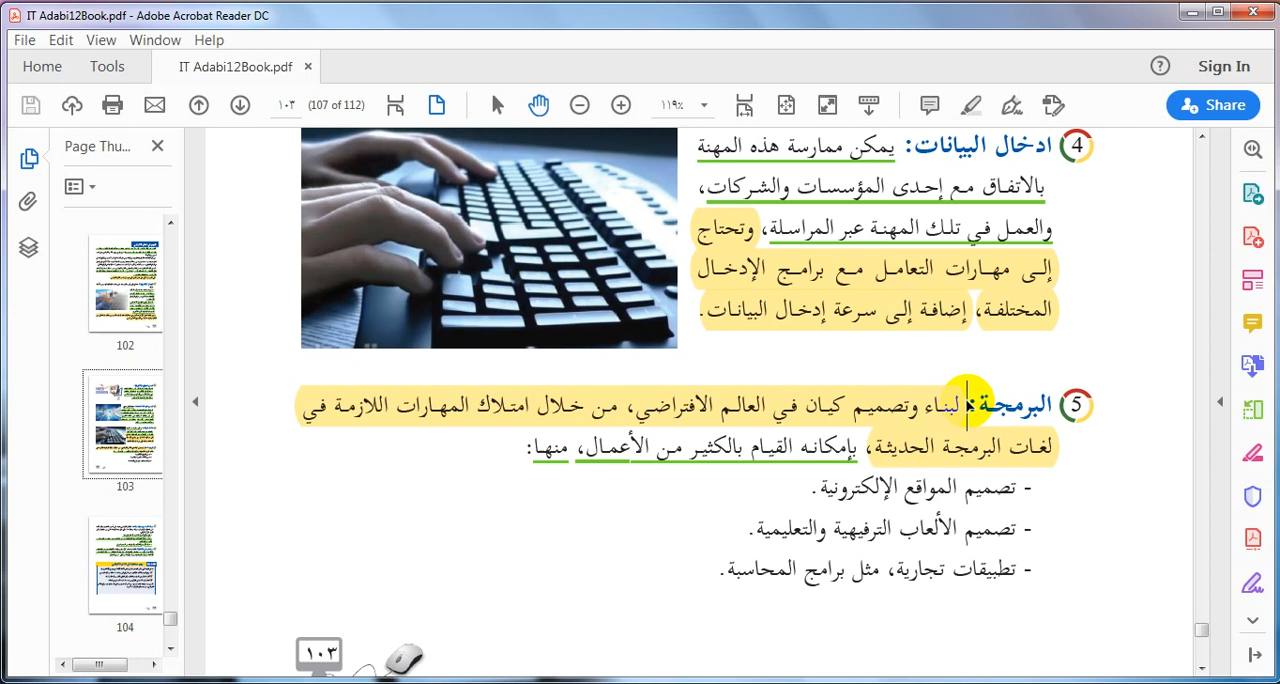 IT Adabi12Book.pdf - Adobe Acrobat Reader DC
File Edit View Window Help
Home Tools IT Adabi12Book.pdf ×
Sign In
١٠٣ (107 of 112) ١١٩% Share
Page Thu...
102
103
104
4 ادخال البيانات: يمكن ممارسة هذه المهنة
بالاتفاق مع إحدى المؤسسات والشركات،
والعمل في تلك المهنة عبر المراسلة، وتحتاج
إلى مهارات التعامل مع برامج الإدخال
المختلفة، إضافة إلى سرعة إدخال البيانات.
5 البرمجة: لبناء وتصميم كيان في العالم الافتراضي، من خلال امتلاك المهارات اللازمة في
لغات البرمجة الحديثة، بإمكانه القيام بالكثير من الأعمال، منها:
- تصميم المواقع الإلكترونية.
- تصميم الألعاب الترفيهية والتعليمية.
- تطبيقات تجارية، مثل برامج المحاسبة.
١٠٣